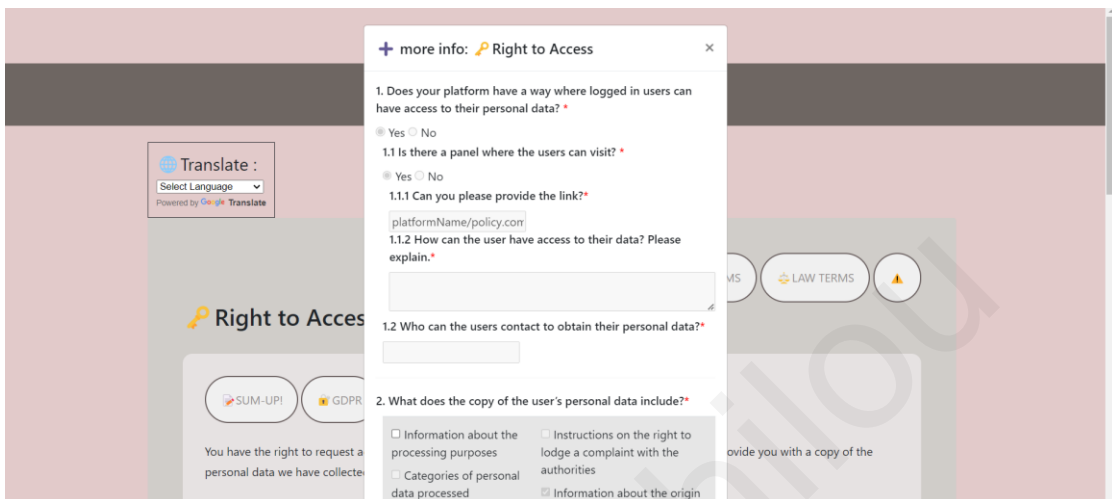 more info: Right to Access
×
1. Does your platform have a way where logged in users can
have access to their personal data? *
Yes No
1.1 Is there a panel where the users can visit? *
Yes No
1.1.1 Can you please provide the link?*
platformName/policy.com
1.1.2 How can the user have access to their data? Please
explain.*
1.2 Who can the users contact to obtain their personal data?*
2. What does the copy of the user's personal data include?*
Information about the
processing purposes
Categories of personal
data processed
Instructions on the right to
lodge a complaint with the
authorities
Information about the origin
Translate :
Select Language
Powered by Google Translate
MS
LAW TERMS
Right to Acces
SUM-UP!
GDPR
You have the right to request a
ovide you with a copy of the
personal data we have collecte
hilou